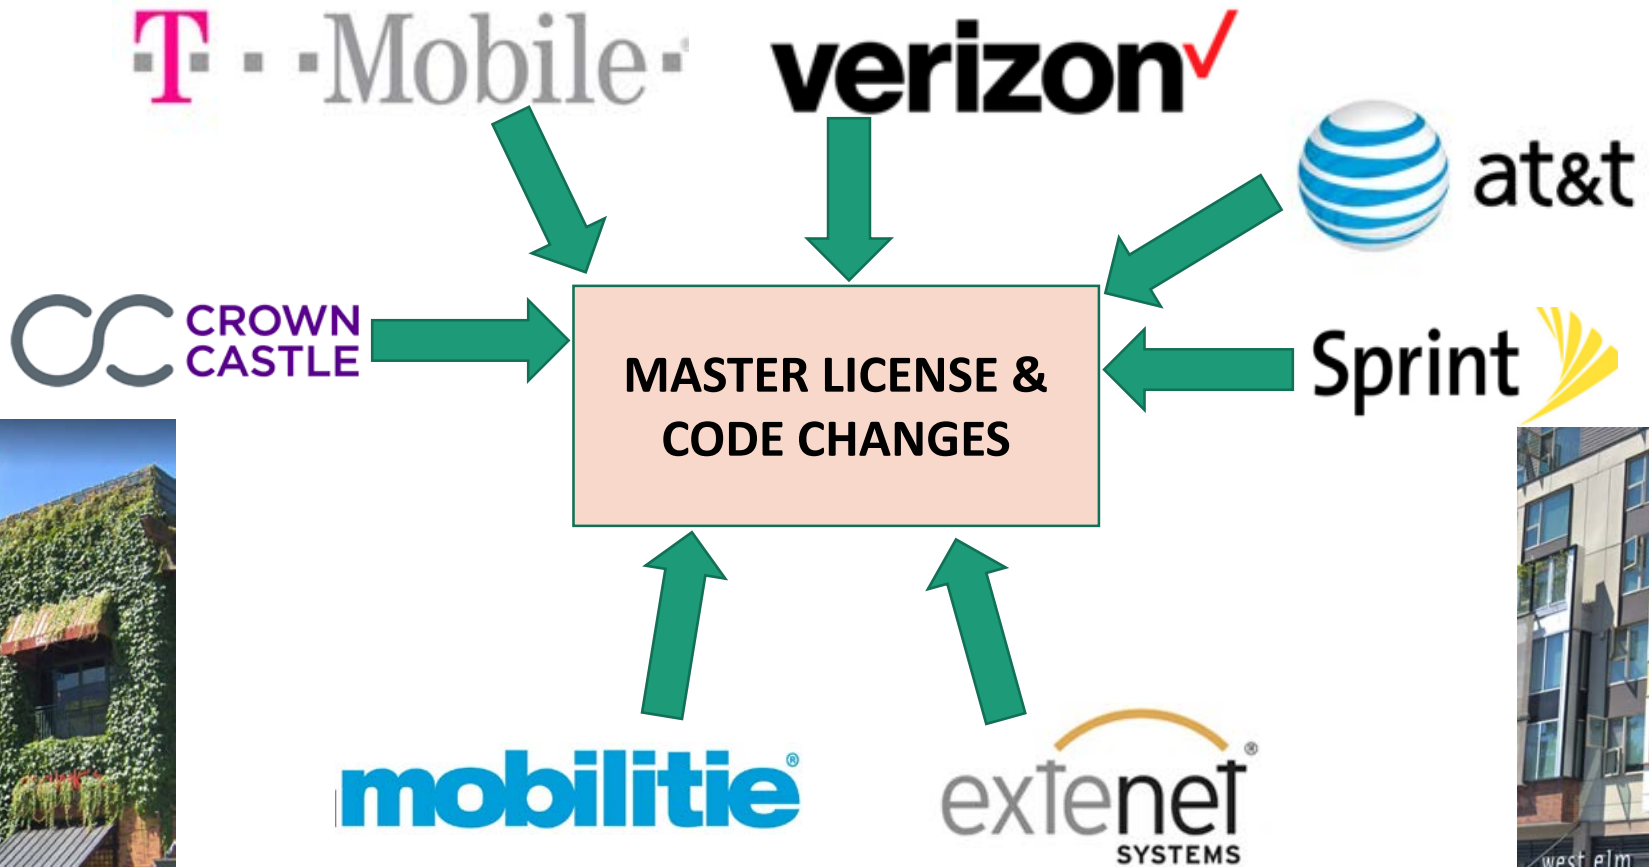 T··Mobile·
verizon
at&t
CROWN
CASTLE
MASTER LICENSE &
CODE CHANGES
Sprint
mobilitie®
extenet®
SYSTEMS
west elm